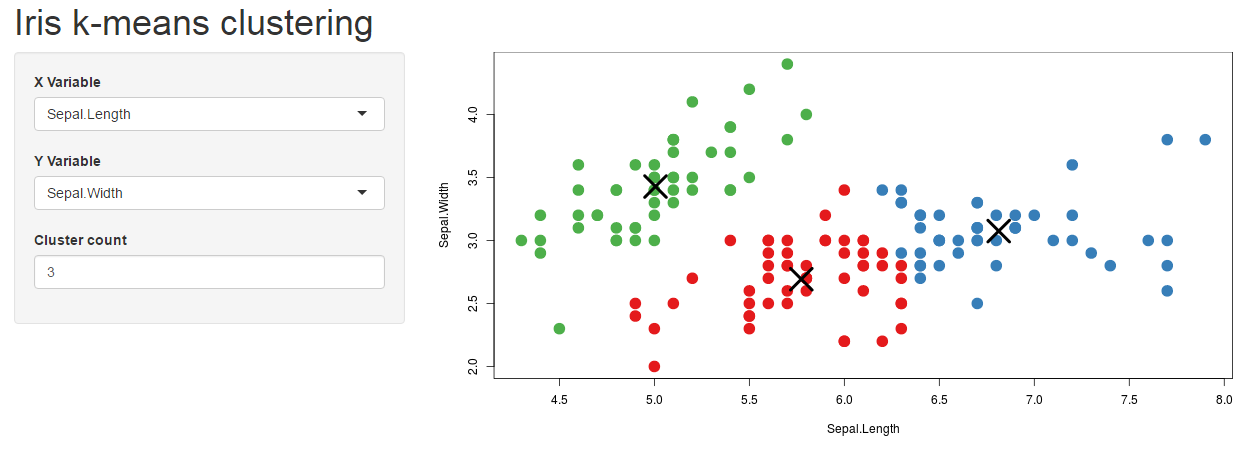 Iris k-means clustering
X Variable
Sepal.Length
Y Variable
Sepal.Width
Cluster count
3
Sepal.Width
4.0
3.5
3.0
2.5
2.0
4.5 5.0 5.5 6.0 6.5 7.0 7.5 8.0
Sepal.Length